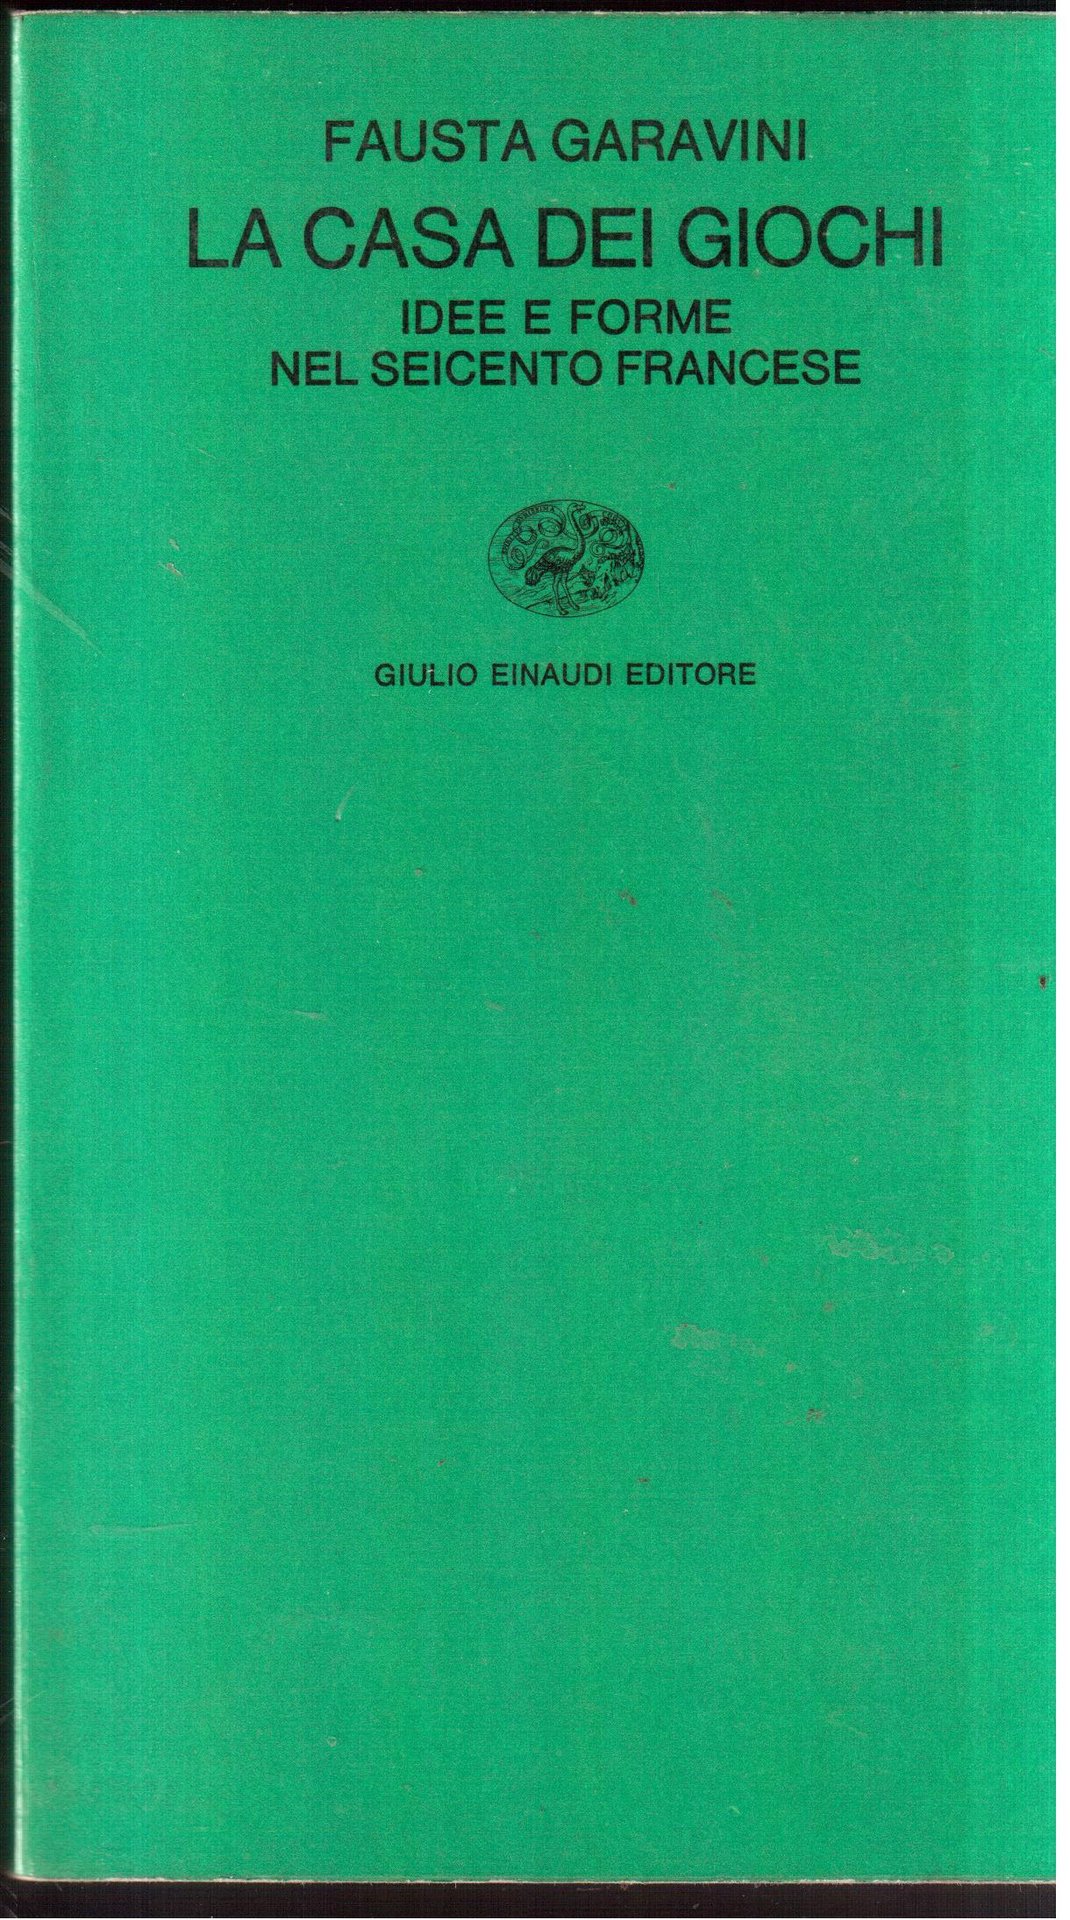 FAUSTA GARAVINI
LA CASA DEI GIOCHI
IDEE E FORME
NEL SEICENTO FRANCESE
GIULIO EINAUDI EDITORE